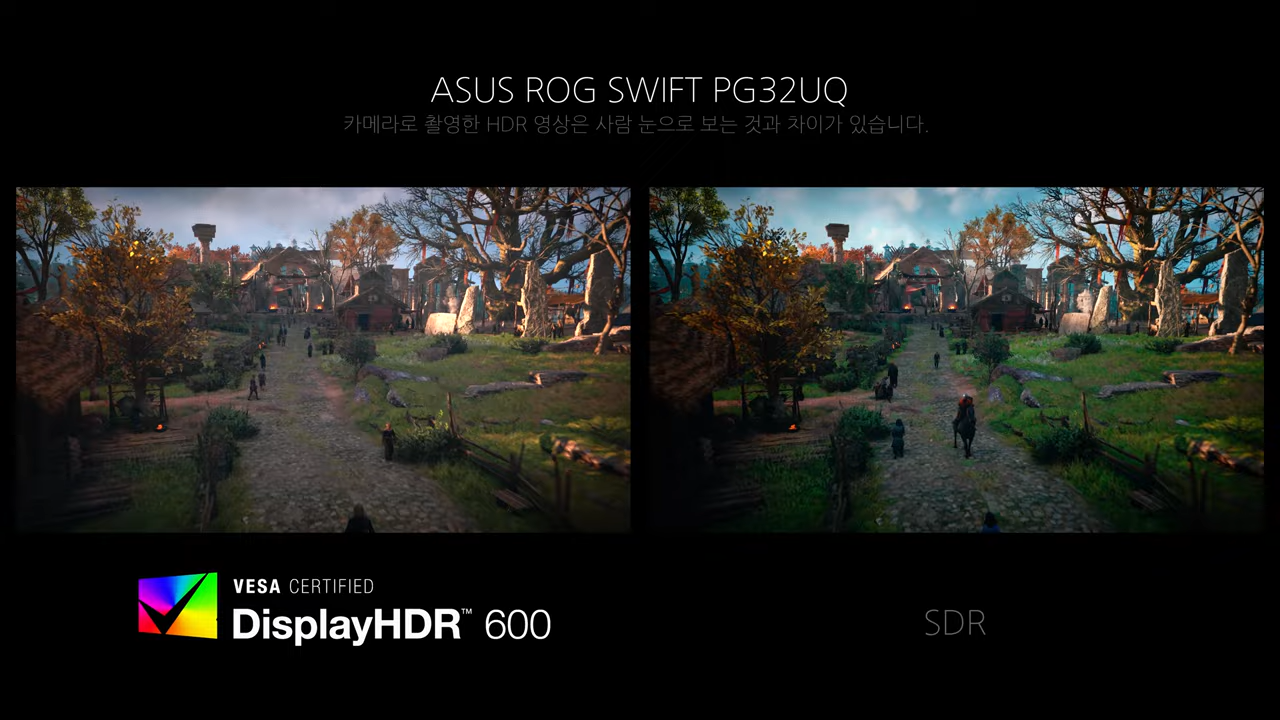 ASUS ROG SWIFT PG32UQ
카메라로 촬영한 HDR 영상은 사람 눈으로 보는 것과 차이가 있습니다.
VESA CERTIFIED
DisplayHDR™ 600
SDR